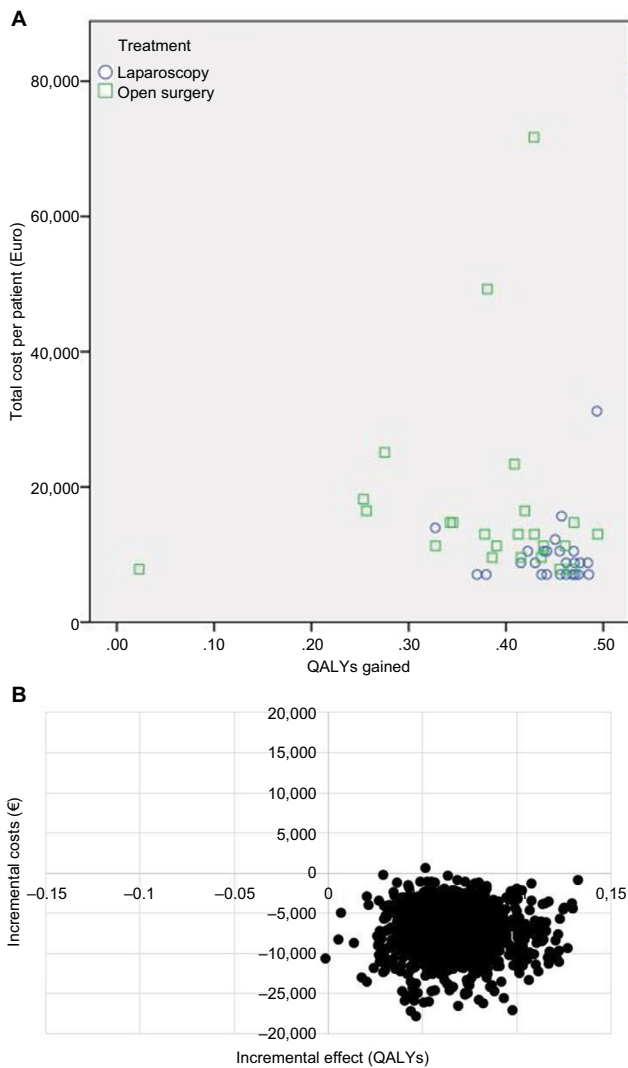 A
Treatment
Laparoscopy
Open surgery
80,000
60,000
40,000
20,000
0
Total cost per patient (Euro)
.00 .10 .20 .30 .40 .50
QALYs gained
B
20,000
15,000
10,000
5,000
0
–0.15 –0.1 –0.05 0 0,15
–5,000
–10,000
–25,000
–20,000
Incremental costs (€)
Incremental effect (QALYs)